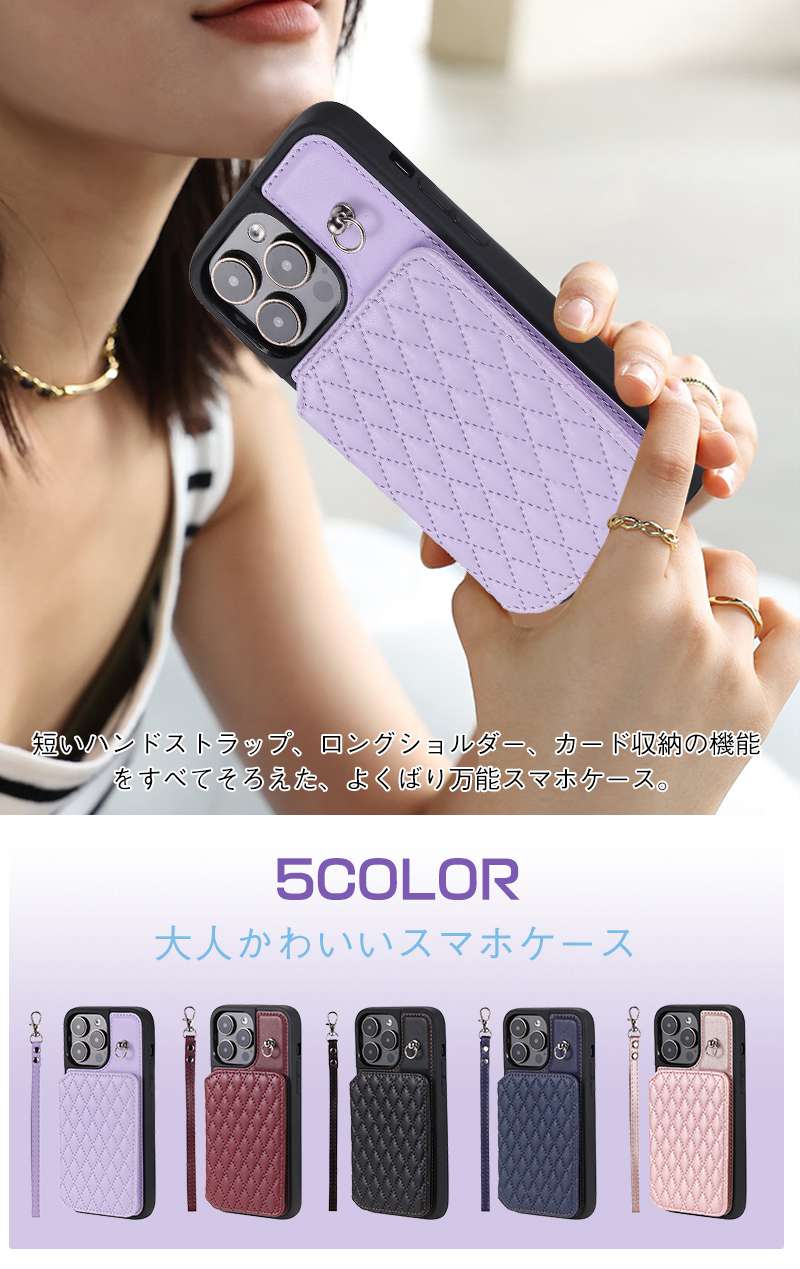 短いハンドストラップ、ロングショルダー、カード収納の機能
をすべてそろえた、よくばり万能スマホケース。
5COLOR
大人かわいいスマホケース